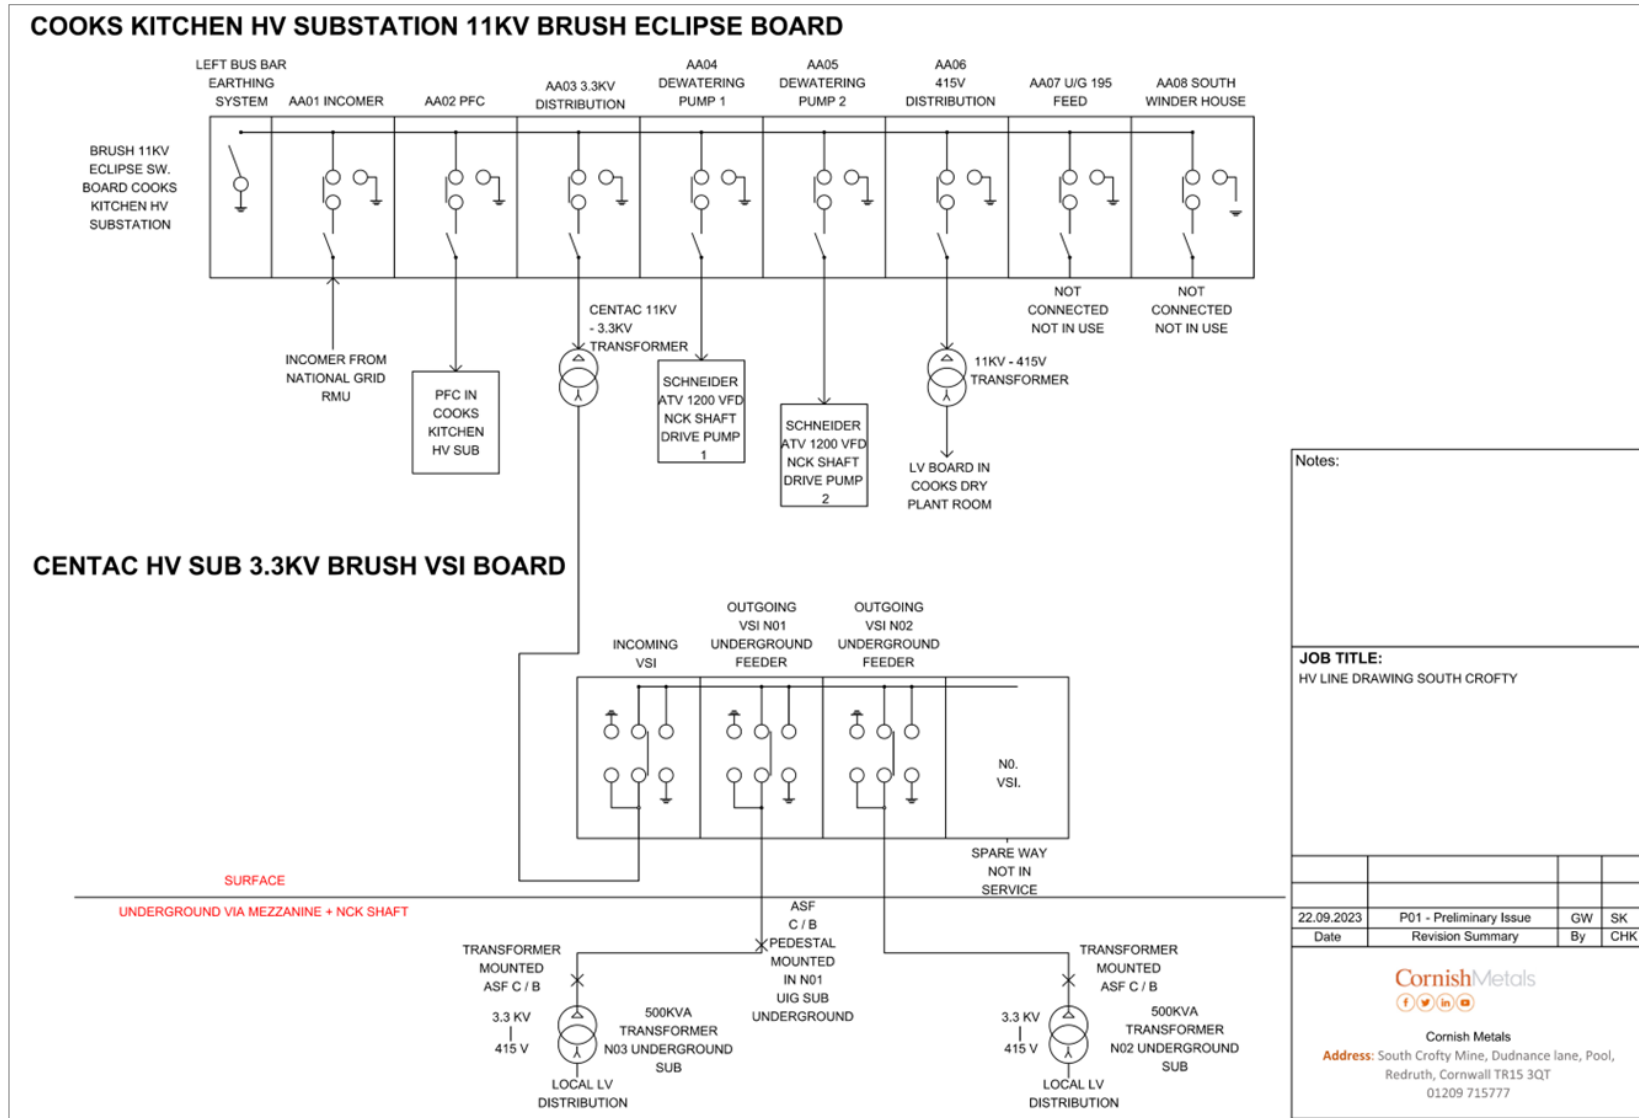 COOKS KITCHEN HV SUBSTATION 11KV BRUSH ECLIPSE BOARD
LEFT BUS BAR
EARTHING
SYSTEM
AA01 INCOMER
AA02 PFC
AA03 3.3KV
DISTRIBUTION
AA04
DEWATERING
PUMP 1
AA05
DEWATERING
PUMP 2
AA06
415V
DISTRIBUTION
AA07 U/G 195
FEED
AA08 SOUTH
WINDER HOUSE
BRUSH 11KV
ECLIPSE SW.
BOARD COOKS
KITCHEN HV
SUBSTATION
INCOMER FROM
NATIONAL GRID
RMU
PFC IN
COOKS
KITCHEN
HV SUB
CENTAC 11KV
- 3.3KV
TRANSFORMER
SCHNEIDER
ATV 1200 VFD
NCK SHAFT
DRIVE PUMP
1
SCHNEIDER
ATV 1200 VFD
NCK SHAFT
DRIVE PUMP
2
11KV - 415V
TRANSFORMER
LV BOARD IN
COOKS DRY
PLANT ROOM
NOT
CONNECTED
NOT IN USE
NOT
CONNECTED
NOT IN USE
CENTAC HV SUB 3.3KV BRUSH VSI BOARD
INCOMING
VSI
OUTGOING
VSI N01
UNDERGROUND
FEEDER
OUTGOING
VSI N02
UNDERGROUND
FEEDER
N0.
VSI.
SPARE WAY
NOT IN
SERVICE
SURFACE
UNDERGROUND VIA MEZZANINE + NCK SHAFT
TRANSFORMER
MOUNTED
ASF C / B
3.3 KV
415 V
500KVA
TRANSFORMER
N03 UNDERGROUND
SUB
LOCAL LV
DISTRIBUTION
ASF
C / B
PEDESTAL
MOUNTED
IN N01
UIG SUB
UNDERGROUND
TRANSFORMER
MOUNTED
ASF C / B
3.3 KV
415 V
500KVA
TRANSFORMER
N02 UNDERGROUND
SUB
LOCAL LV
DISTRIBUTION
Notes:
JOB TITLE:
HV LINE DRAWING SOUTH CROFTY
22.09.2023 P01 - Preliminary Issue GW SK
Date Revision Summary By CHK
CornishMetals
Cornish Metals
Address: South Crofty Mine, Dudnance lane, Pool,
Redruth, Cornwall TR15 3QT
01209 715777